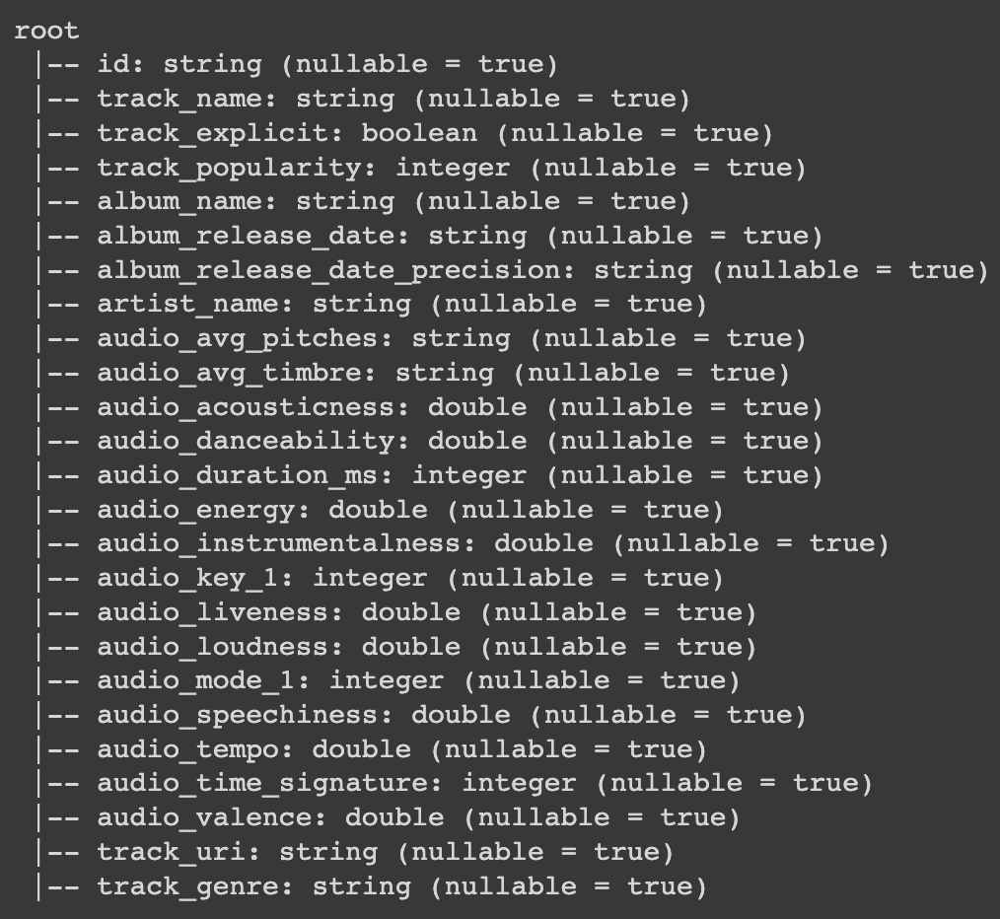 root
 |-- id: string (nullable = true)
 |-- track_name: string (nullable = true)
 |-- track_explicit: boolean (nullable = true)
 |-- track_popularity: integer (nullable = true)
 |-- album_name: string (nullable = true)
 |-- album_release_date: string (nullable = true)
 |-- album_release_date_precision: string (nullable = true)
 |-- artist_name: string (nullable = true)
 |-- audio_avg_pitches: string (nullable = true)
 |-- audio_avg_timbre: string (nullable = true)
 |-- audio_acousticness: double (nullable = true)
 |-- audio_danceability: double (nullable = true)
 |-- audio_duration_ms: integer (nullable = true)
 |-- audio_energy: double (nullable = true)
 |-- audio_instrumentalness: double (nullable = true)
 |-- audio_key_1: integer (nullable = true)
 |-- audio_liveness: double (nullable = true)
 |-- audio_loudness: double (nullable = true)
 |-- audio_mode_1: integer (nullable = true)
 |-- audio_speechiness: double (nullable = true)
 |-- audio_tempo: double (nullable = true)
 |-- audio_time_signature: integer (nullable = true)
 |-- audio_valence: double (nullable = true)
 |-- track_uri: string (nullable = true)
 |-- track_genre: string (nullable = true)